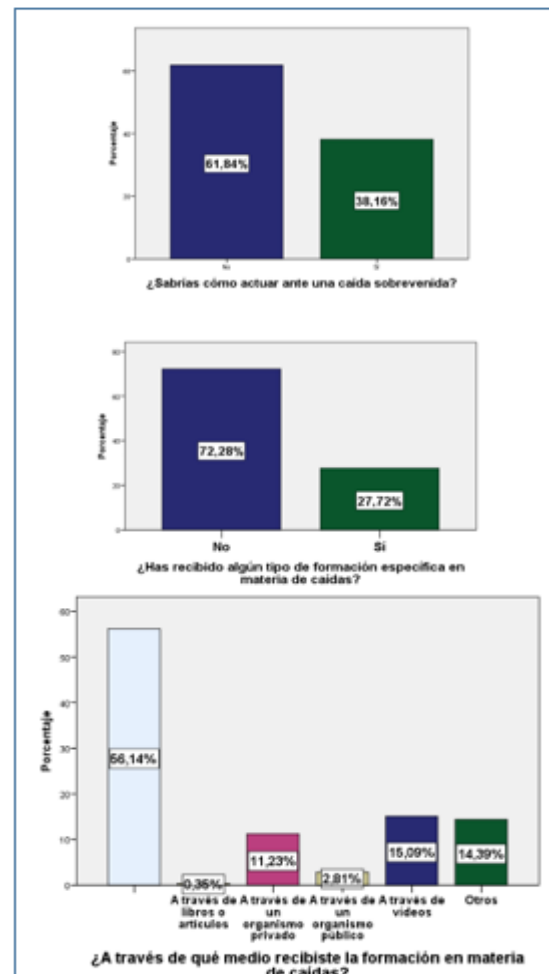 Porcentaje
60
40
20
0
61,84%
38,16%
No
Sí
¿Sabrías cómo actuar ante una caída sobrevenida?
Porcentaje
80
60
40
20
0
72,28%
27,72%
No
Sí
¿Has recibido algún tipo de formación específica en
materia de caídas?
Porcentaje
60
50
40
30
20
10
0
56,14%
0,35%
11,23%
2,81%
15,09%
14,39%
A través de
libros o
artículos
A través de
un
organismo
privado
A través de
un
organismo
público
A través de
vídeos
Otros
¿A través de qué medio recibiste la formación en materia
de caídas?